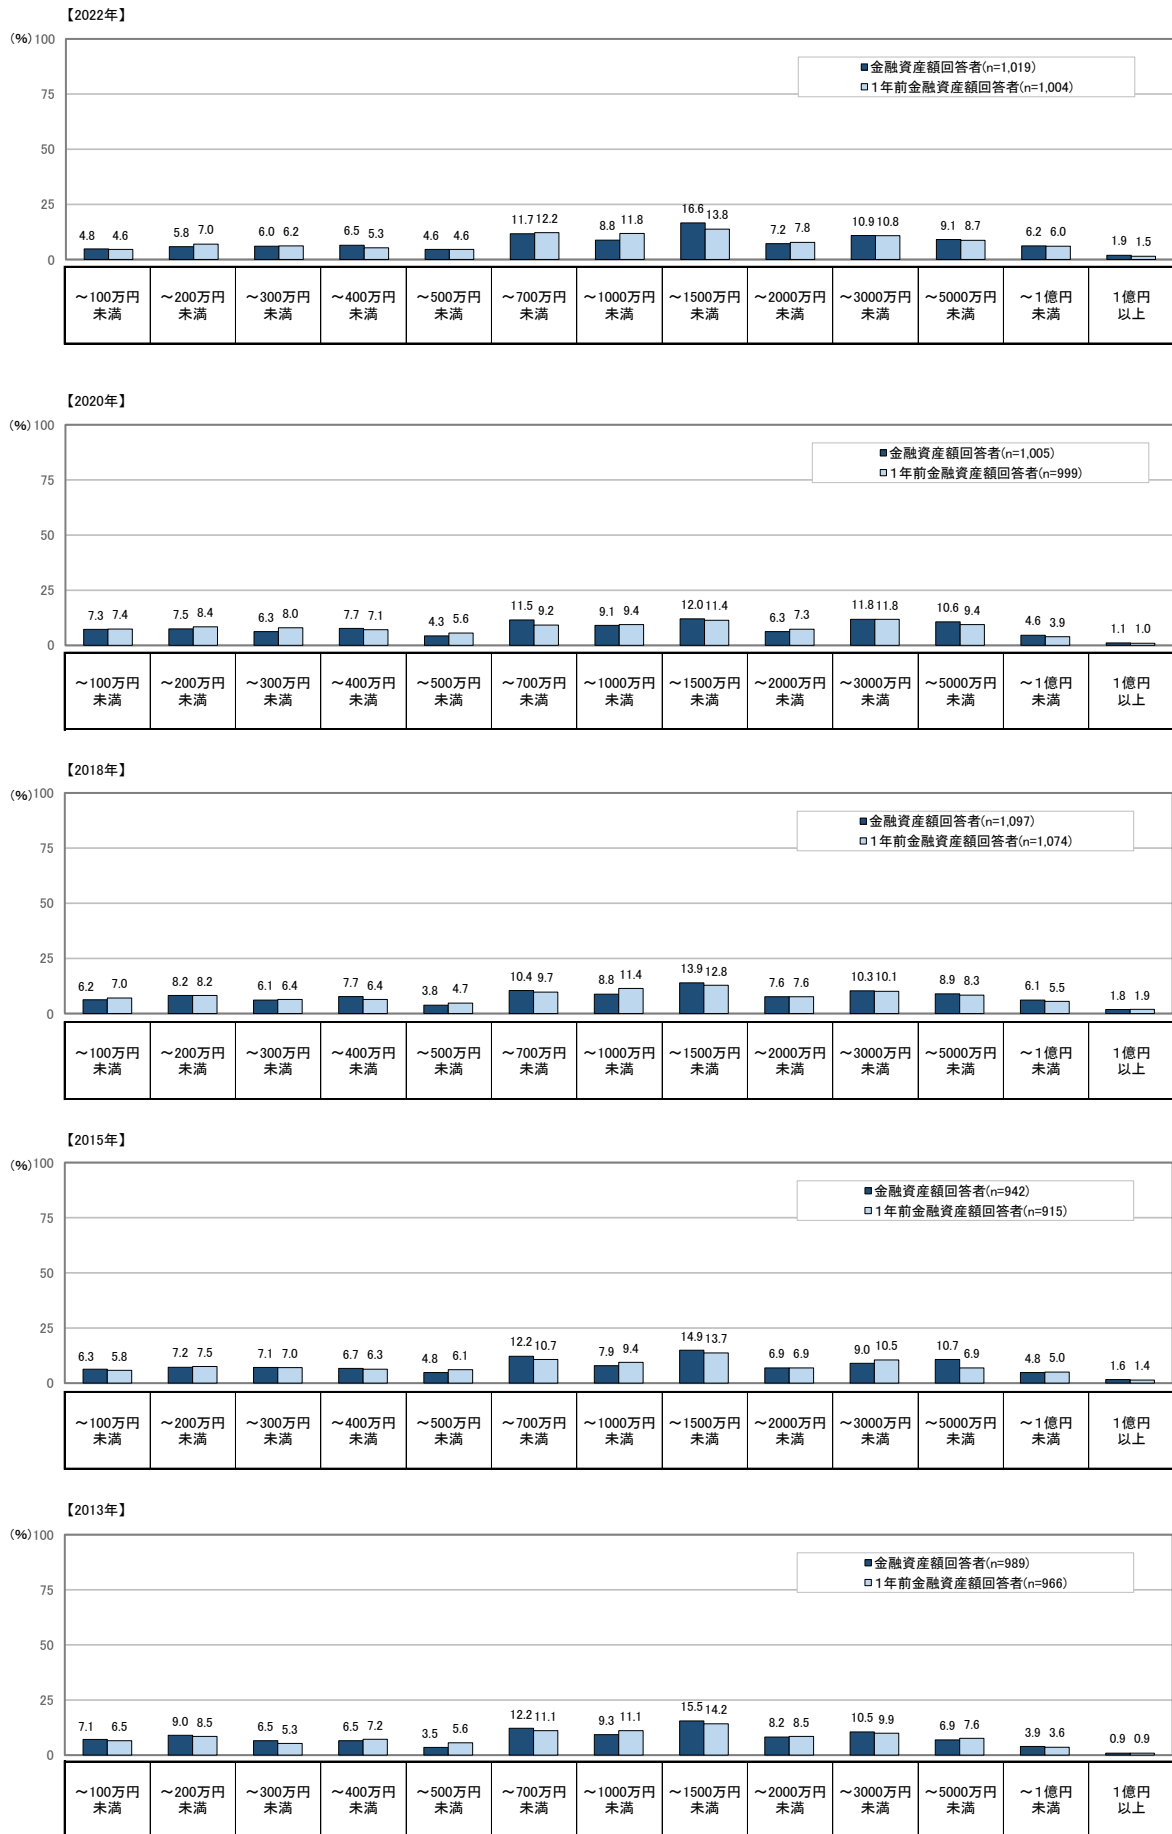 【2022年】
(%)
100
■金融資産額回答者(n=1,019)
□1年前金融資産額回答者(n=1,004)
75
50
25
4.8 4.6 5.8 7.0 6.0 6.2 6.5 5.3 4.6 4.6 11.7 12.2 8.8 11.8 16.6 13.8 7.2 7.8 10.9 10.8 9.1 8.7 6.2 6.0 1.9 1.5
0
～100万円 ～200万円 ～300万円 ～400万円 ～500万円 ～700万円 ～1000万円 ～1500万円 ～2000万円 ～3000万円 ～5000万円 ～1億円 1億円
未満 未満 未満 未満 未満 未満 未満 未満 未満 未満 未満 未満 以上
【2020年】
(%)
100
■金融資産額回答者(n=1,005)
□1年前金融資産額回答者(n=999)
75
50
25
7.3 7.4 7.5 8.4 6.3 8.0 7.7 7.1 4.3 5.6 11.5 9.2 9.1 9.4 12.0 11.4 6.3 7.3 11.8 11.8 10.6 9.4 4.6 3.9 1.1 1.0
0
～100万円 ～200万円 ～300万円 ～400万円 ～500万円 ～700万円 ～1000万円 ～1500万円 ～2000万円 ～3000万円 ～5000万円 ～1億円 1億円
未満 未満 未満 未満 未満 未満 未満 未満 未満 未満 未満 未満 以上
【2018年】
(%)
100
■金融資産額回答者(n=1,097)
□1年前金融資産額回答者(n=1,074)
75
50
25
6.2 7.0 8.2 8.2 6.1 6.4 7.7 6.4 3.8 4.7 10.4 9.7 8.8 11.4 13.9 12.8 7.6 7.6 10.3 10.1 8.9 8.3 6.1 5.5 1.8 1.9
0
～100万円 ～200万円 ～300万円 ～400万円 ～500万円 ～700万円 ～1000万円 ～1500万円 ～2000万円 ～3000万円 ～5000万円 ～1億円 1億円
未満 未満 未満 未満 未満 未満 未満 未満 未満 未満 未満 未満 以上
【2015年】
(%)
100
■金融資産額回答者(n=942)
□1年前金融資産額回答者(n=915)
75
50
25
6.3 5.8 7.2 7.5 7.1 7.0 6.7 6.3 4.8 6.1 12.2 10.7 7.9 9.4 14.9 13.7 6.9 6.9 9.0 10.5 10.7 6.9 4.8 5.0 1.6 1.4
0
～100万円 ～200万円 ～300万円 ～400万円 ～500万円 ～700万円 ～1000万円 ～1500万円 ～2000万円 ～3000万円 ～5000万円 ～1億円 1億円
未満 未満 未満 未満 未満 未満 未満 未満 未満 未満 未満 未満 以上
【2013年】
(%)
100
■金融資産額回答者(n=989)
□1年前金融資産額回答者(n=966)
75
50
25
7.1 6.5 9.0 8.5 6.5 5.3 6.5 7.2 3.5 5.6 12.2 11.1 9.3 11.1 15.5 14.2 8.2 8.5 10.5 9.9 6.9 7.6 3.9 3.6 0.9 0.9
0
～100万円 ～200万円 ～300万円 ～400万円 ～500万円 ～700万円 ～1000万円 ～1500万円 ～2000万円 ～3000万円 ～5000万円 ～1億円 1億円
未満 未満 未満 未満 未満 未満 未満 未満 未満 未満 未満 未満 以上